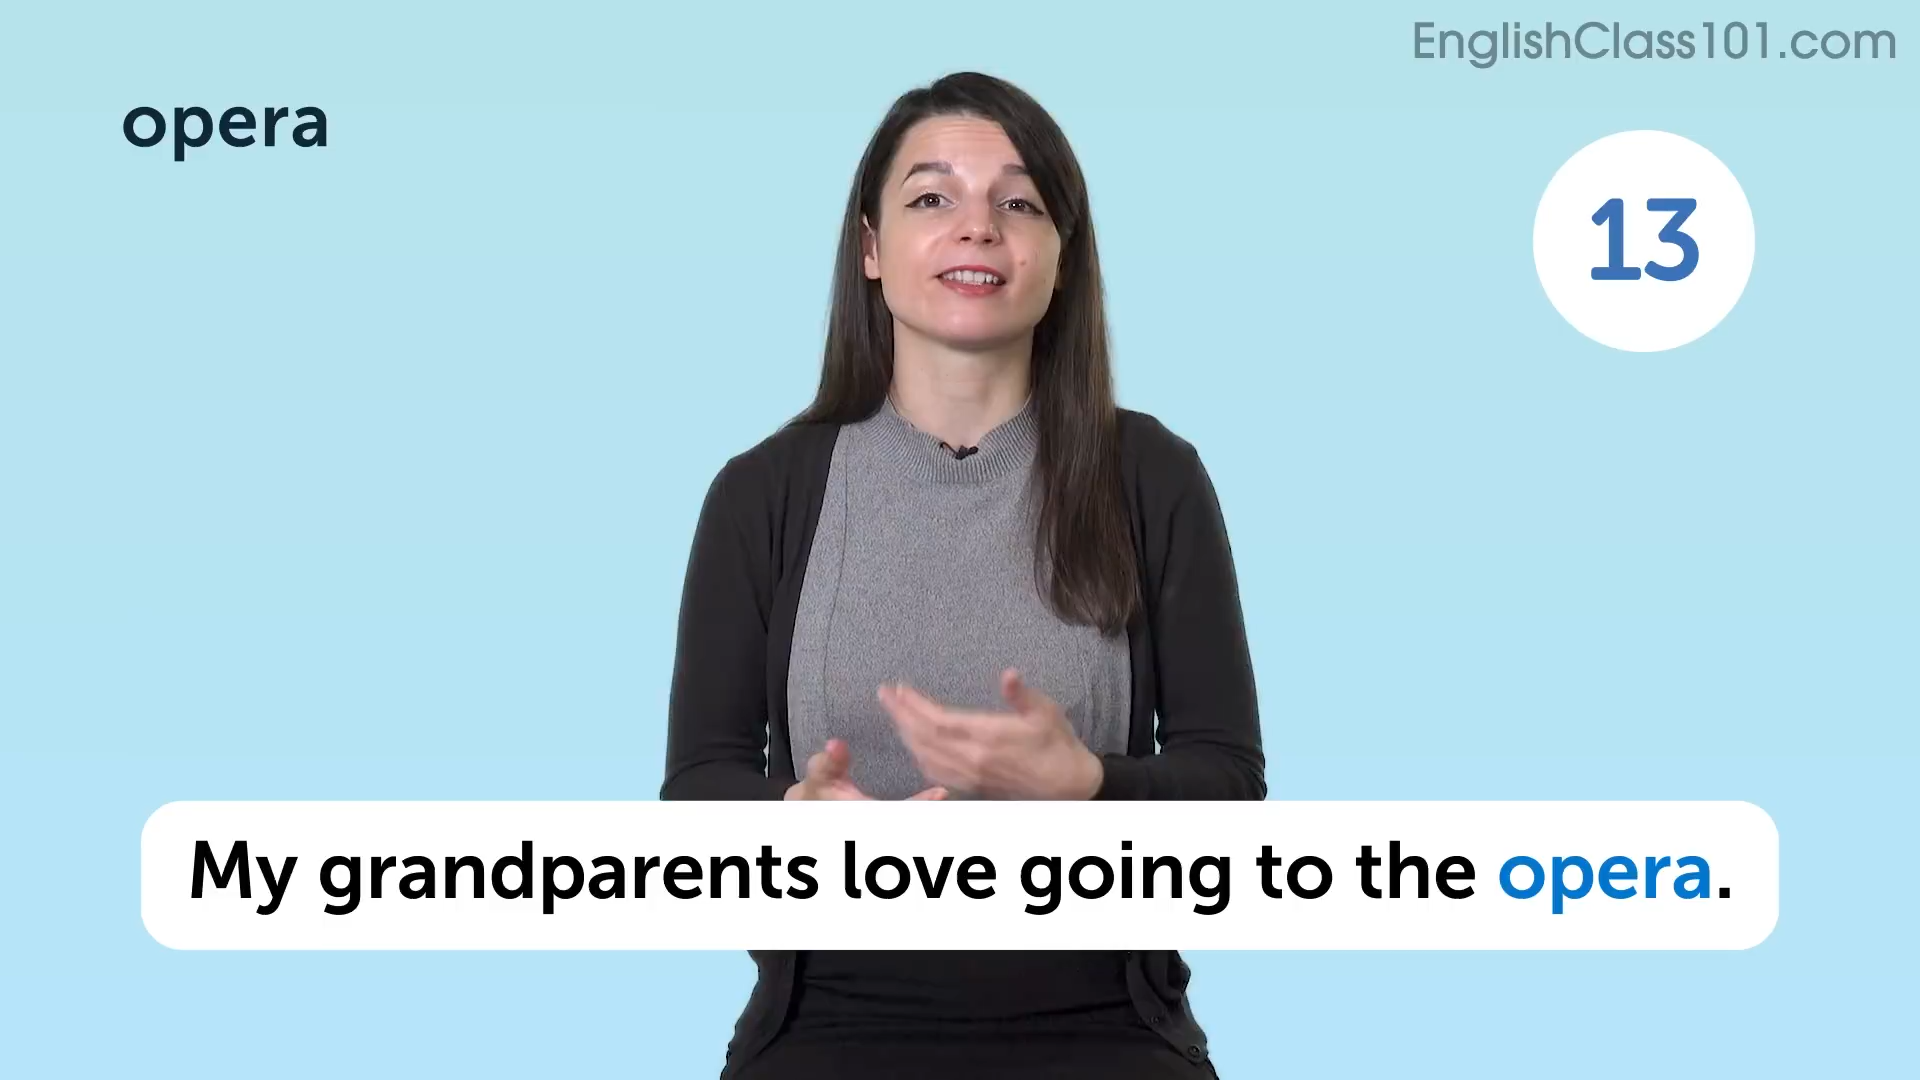 EnglishClass101.com
opera
13
My grandparents love going to the opera.